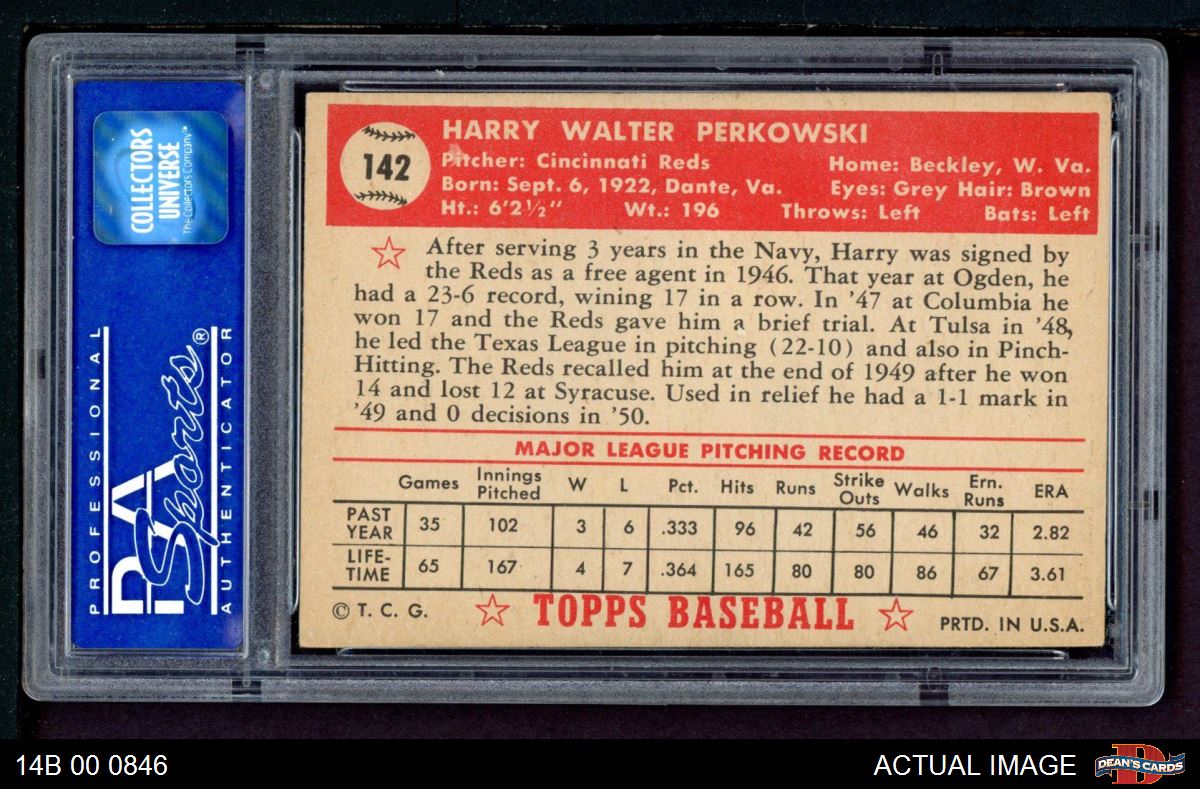 COLLECTORS
UNIVERSE
The Collectors Company™
PROFESSIONAL
PSA
Sports®
AUTHENTICATOR
142
HARRY WALTER PERKOWSKI
Pitcher: Cincinnati Reds Home: Beckley, W. Va.
Born: Sept. 6, 1922, Dante, Va. Eyes: Grey Hair: Brown
Ht.: 6'2½" Wt.: 196 Throws: Left Bats: Left
After serving 3 years in the Navy, Harry was signed by
the Reds as a free agent in 1946. That year at Ogden, he
had a 23-6 record, wining 17 in a row. In '47 at Columbia he
won 17 and the Reds gave him a brief trial. At Tulsa in '48,
he led the Texas League in pitching (22-10) and also in Pinch-
Hitting. The Reds recalled him at the end of 1949 after he won
14 and lost 12 at Syracuse. Used in relief he had a 1-1 mark in
'49 and 0 decisions in '50.
MAJOR LEAGUE PITCHING RECORD
Games Innings Pitched W L Pct. Hits Runs Strike Outs Walks Ern. Runs ERA
PAST YEAR 35 102 3 6 .333 96 42 56 46 32 2.82
LIFE-TIME 65 167 4 7 .364 165 80 80 86 67 3.61
© T. C. G. TOPPS BASEBALL PRTD. IN U.S.A.
14B 00 0846 ACTUAL IMAGE
D
DEAN'S CARDS